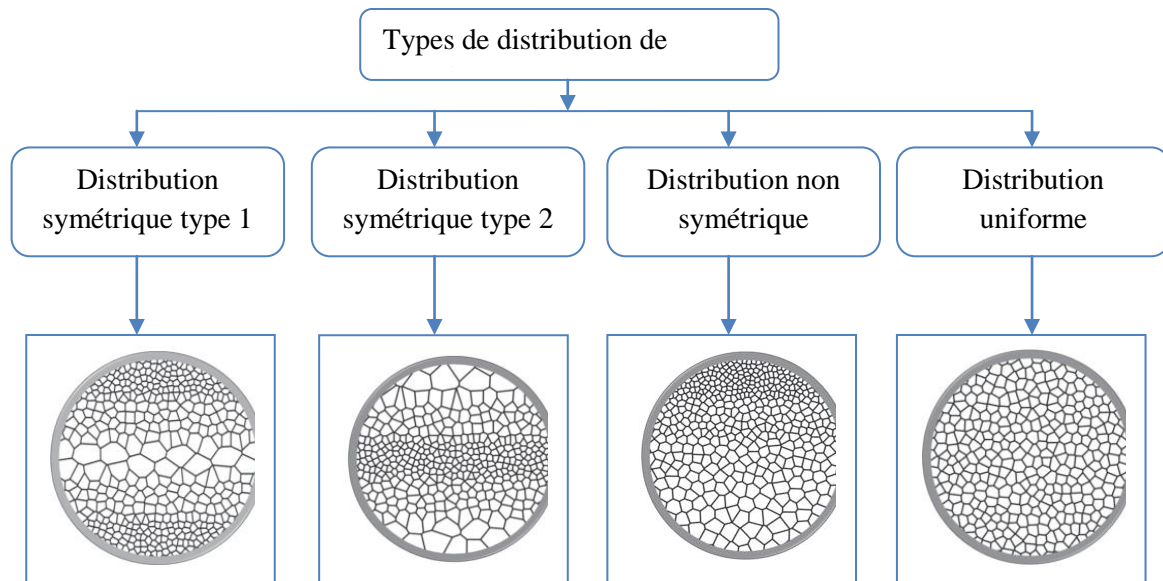 Types de distribution de
Distribution
symétrique type 1
Distribution
symétrique type 2
Distribution non
symétrique
Distribution
uniforme